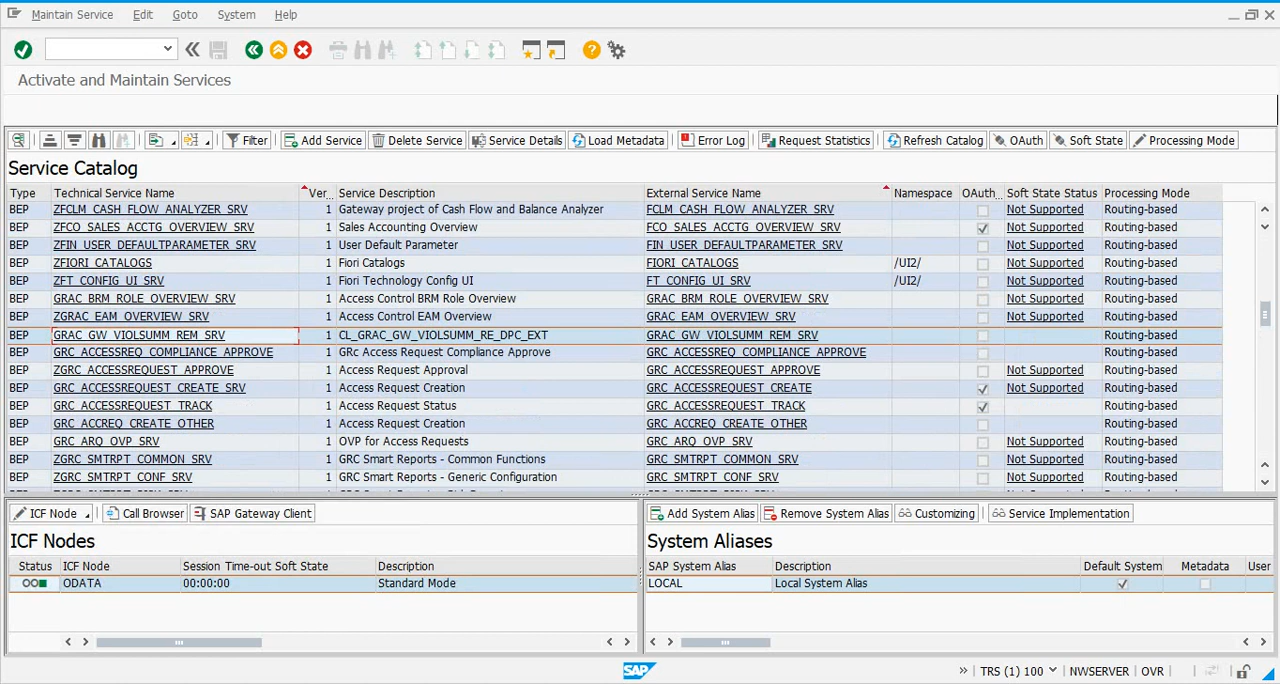 Maintain Service Edit Goto System Help
Activate and Maintain Services
Filter Add Service Delete Service Service Details Load Metadata Error Log Request Statistics Refresh Catalog OAuth Soft State Processing Mode
Service Catalog
Type Technical Service Name Ver... Service Description External Service Name Namespace OAuth... Soft State Status Processing Mode
BEP ZFCLM_CASH_FLOW_ANALYZER_SRV 1 Gateway project of Cash Flow and Balance Analyzer FCLM_CASH_FLOW_ANALYZER_SRV Not Supported Routing-based
BEP ZFCO_SALES_ACCTG_OVERVIEW_SRV 1 Sales Accounting Overview FCO_SALES_ACCTG_OVERVIEW_SRV Not Supported Routing-based
BEP ZFIN_USER_DEFAULTPARAMETER_SRV 1 User Default Parameter FIN_USER_DEFAULTPARAMETER_SRV Not Supported Routing-based
BEP ZFIORI_CATALOGS 1 Fiori Catalogs FIORI_CATALOGS /UI2/ Not Supported Routing-based
BEP ZFT_CONFIG_UI_SRV 1 Fiori Technology Config UI FT_CONFIG_UI_SRV /UI2/ Not Supported Routing-based
BEP GRAC_BRM_ROLE_OVERVIEW_SRV 1 Access Control BRM Role Overview GRAC_BRM_ROLE_OVERVIEW_SRV Not Supported Routing-based
BEP ZGRAC_EAM_OVERVIEW_SRV 1 Access Control EAM Overview GRAC_EAM_OVERVIEW_SRV Not Supported Routing-based
BEP GRAC_GW_VIOLSUMM_REM_SRV 1 CL_GRAC_GW_VIOLSUMM_RE_DPC_EXT GRAC_GW_VIOLSUMM_REM_SRV Routing-based
BEP GRC_ACCESSREQ_COMPLIANCE_APPROVE 1 GRc Access Request Compliance Approve GRC_ACCESSREQ_COMPLIANCE_APPROVE Routing-based
BEP ZGRC_ACCESSREQUEST_APPROVE 1 Access Request Approval GRC_ACCESSREQUEST_APPROVE Not Supported Routing-based
BEP GRC_ACCESSREQUEST_CREATE_SRV 1 Access Request Creation GRC_ACCESSREQUEST_CREATE Not Supported Routing-based
BEP GRC_ACCESSREQUEST_TRACK 1 Access Request Status GRC_ACCESSREQUEST_TRACK Routing-based
BEP GRC_ACCREQ_CREATE_OTHER 1 Access Request Creation GRC_ACCREQ_CREATE_OTHER Routing-based
BEP GRC_ARQ_OVP_SRV 1 OVP for Access Requests GRC_ARQ_OVP_SRV Not Supported Routing-based
BEP ZGRC_SMTRPT_COMMON_SRV 1 GRC Smart Reports - Common Functions GRC_SMTRPT_COMMON_SRV Not Supported Routing-based
BEP ZGRC_SMTRPT_CONF_SRV 1 GRC Smart Reports - Generic Configuration GRC_SMTRPT_CONF_SRV Not Supported Routing-based
ICF Node Call Browser SAP Gateway Client
ICF Nodes
Status ICF Node Session Time-out Soft State Description
ODATA 00:00:00 Standard Mode
Add System Alias Remove System Alias Customizing Service Implementation
System Aliases
SAP System Alias Description Default System Metadata User
LOCAL Local System Alias
SAP TRS (1) 100 NWSERVER OVR